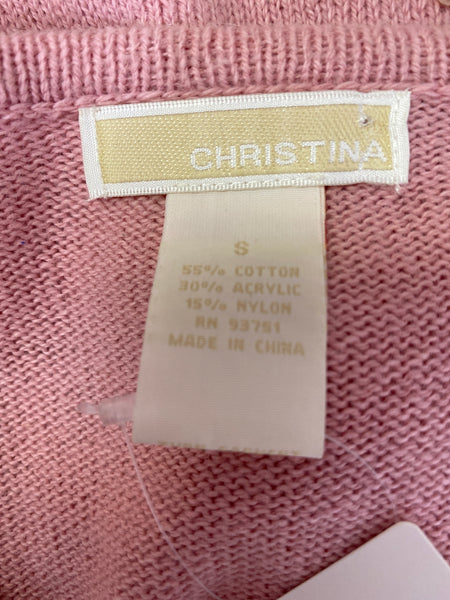 CHRISTINA
S
55% COTTON
30% ACRYLIC
15% NYLON
RN 93751
MADE IN CHINA